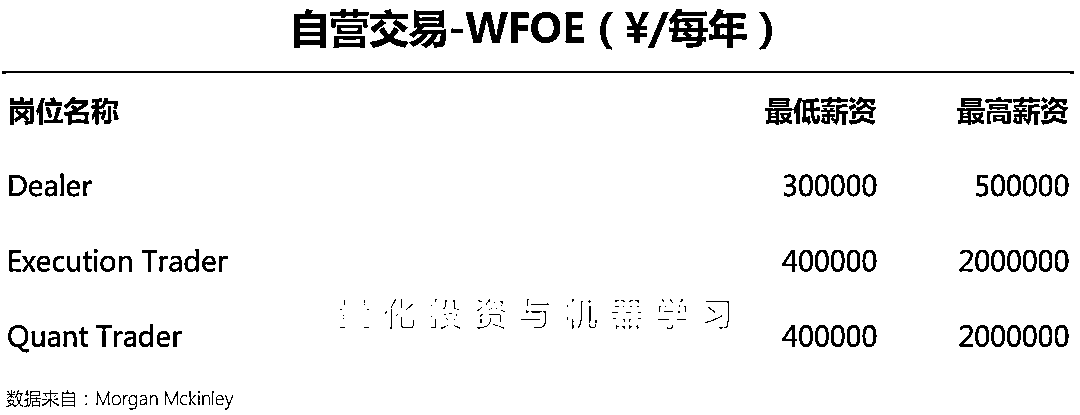 自营交易-WFOE（¥/每年）
岗位名称 最低薪资 最高薪资
Dealer 300000 500000
Execution Trader 400000 2000000
量化投资与机器学习
Quant Trader 400000 2000000
数据来自：Morgan Mckinley